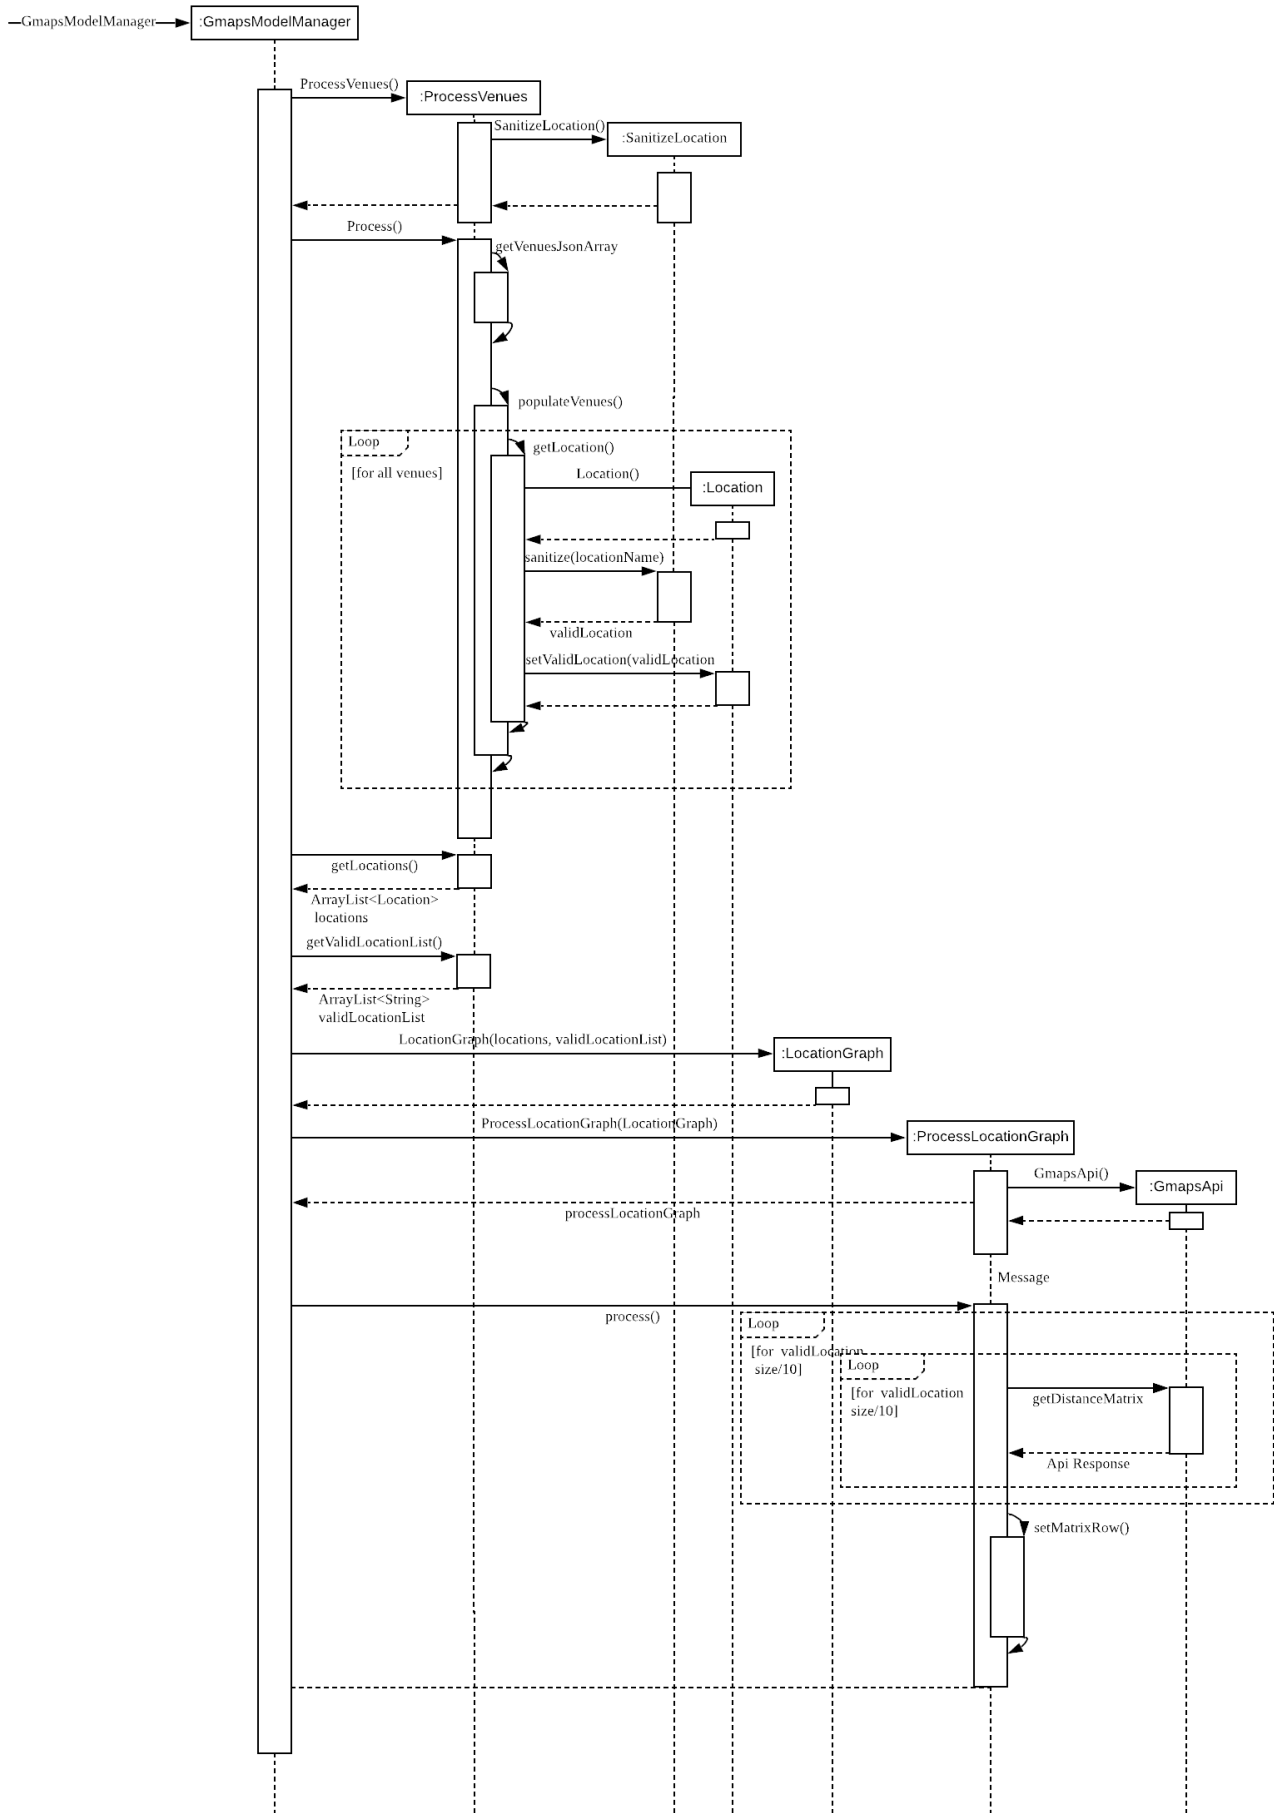 GmapsModelManager
:GmapsModelManager
ProcessVenues()
:ProcessVenues
SanitizeLocation()
:SanitizeLocation
Process()
getVenuesJsonArray
populateVenues()
Loop
getLocation()
[for all venues]
Location()
:Location
sanitize(locationName)
validLocation
setValidLocation(validLocation
getLocations()
ArrayList<Location>
locations
getValidLocationList()
ArrayList<String>
validLocationList
LocationGraph(locations, validLocationList)
:LocationGraph
ProcessLocationGraph(LocationGraph)
:ProcessLocationGraph
GmapsApi()
:GmapsApi
processLocationGraph
Message
process()
Loop
[for validLocation
size/10]
Loop
[for validLocation
size/10]
getDistanceMatrix
Api Response
setMatrixRow()